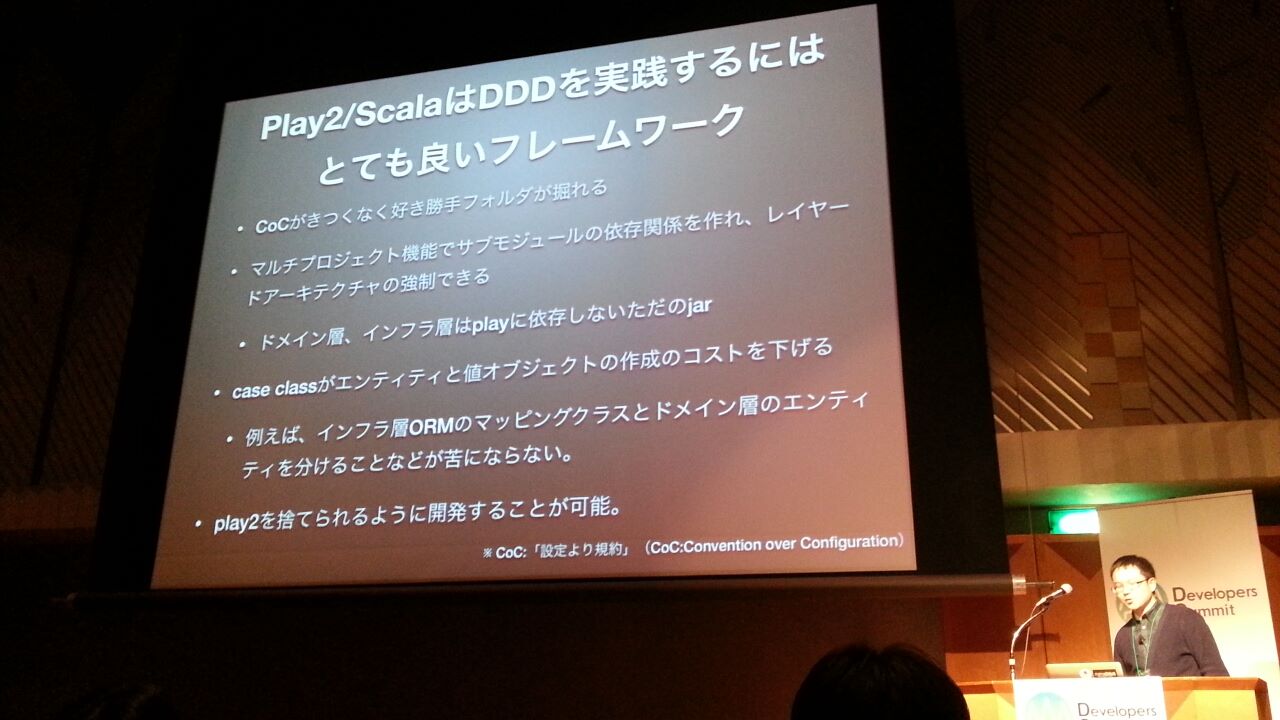 Play2/ScalaはDDDを実践するには
とても良いフレームワーク
• CoCがきつくなく好き勝手フォルダが掘れる
• マルチプロジェクト機能でサブモジュールの依存関係を作れ、レイヤー
ドアーキテクチャの強制できる
• ドメイン層、インフラ層はplayに依存しないただのjar
• case classがエンティティと値オブジェクトの作成のコストを下げる
• 例えば、インフラ層ORMのマッピングクラスとドメイン層のエンティ
ティを分けることなどが苦にならない。
• play2を捨てられるように開発することが可能。
※ CoC:「設定より規約」（CoC:Convention over Configuration）
Developers
Summit
Developers